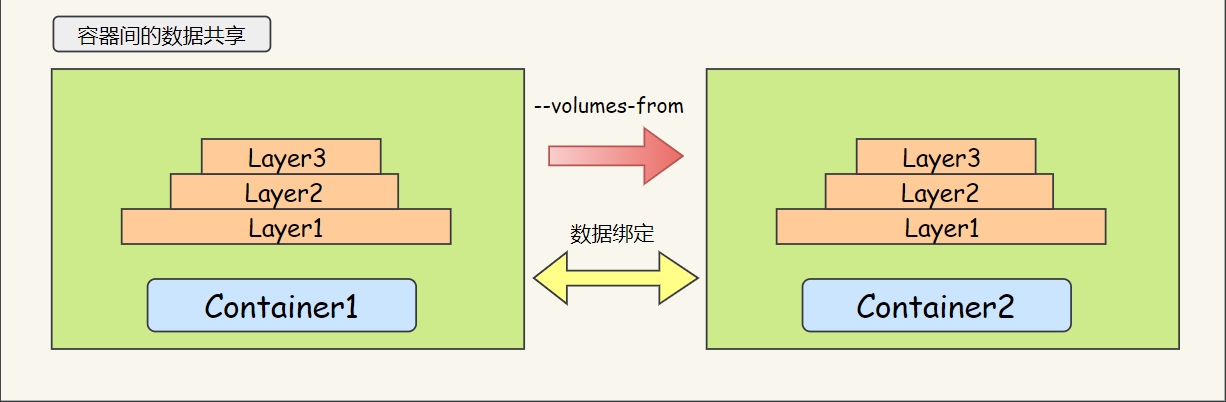 容器间的数据共享
--volumes-from
Layer3
Layer2
Layer1
数据绑定
Container1
Layer3
Layer2
Layer1
Container2